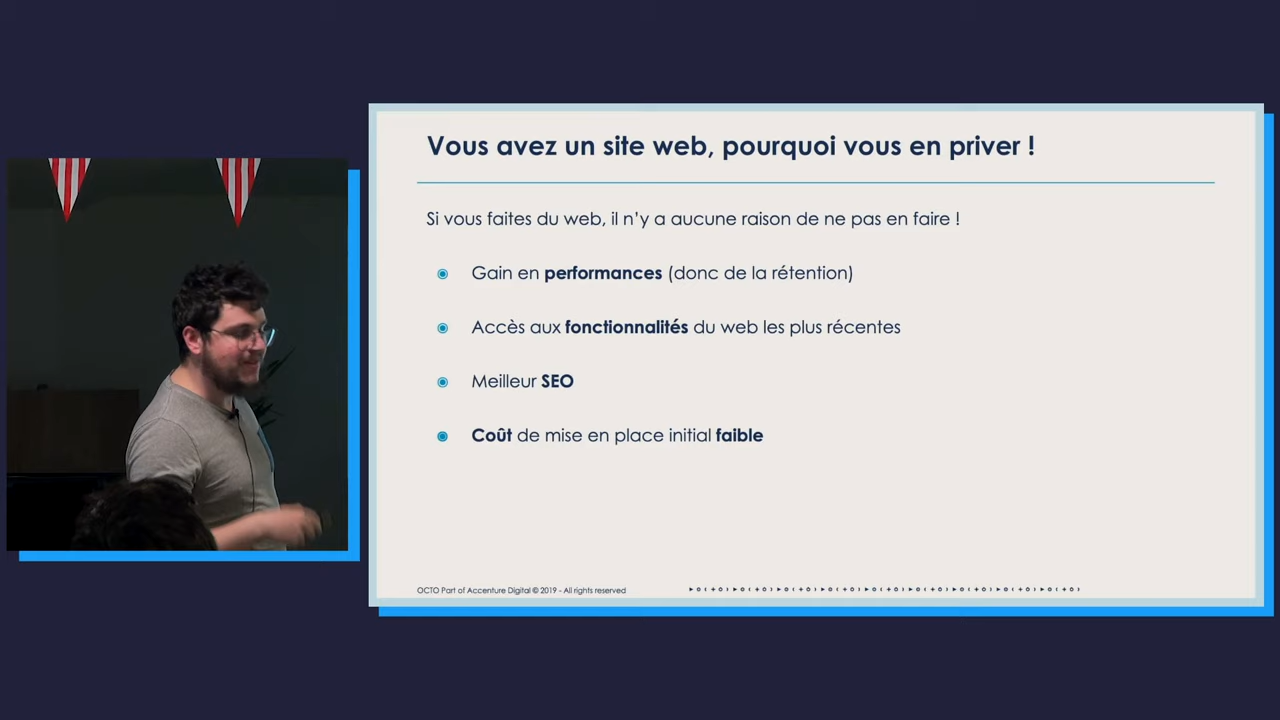 Vous avez un site web, pourquoi vous en priver !
Si vous faites du web, il n’y a aucune raison de ne pas en faire !
Gain en performances (donc de la rétention)
Accès aux fonctionnalités du web les plus récentes
Meilleur SEO
Coût de mise en place initial faible
OCTO Part of Accenture Digital © 2019 - All rights reserved